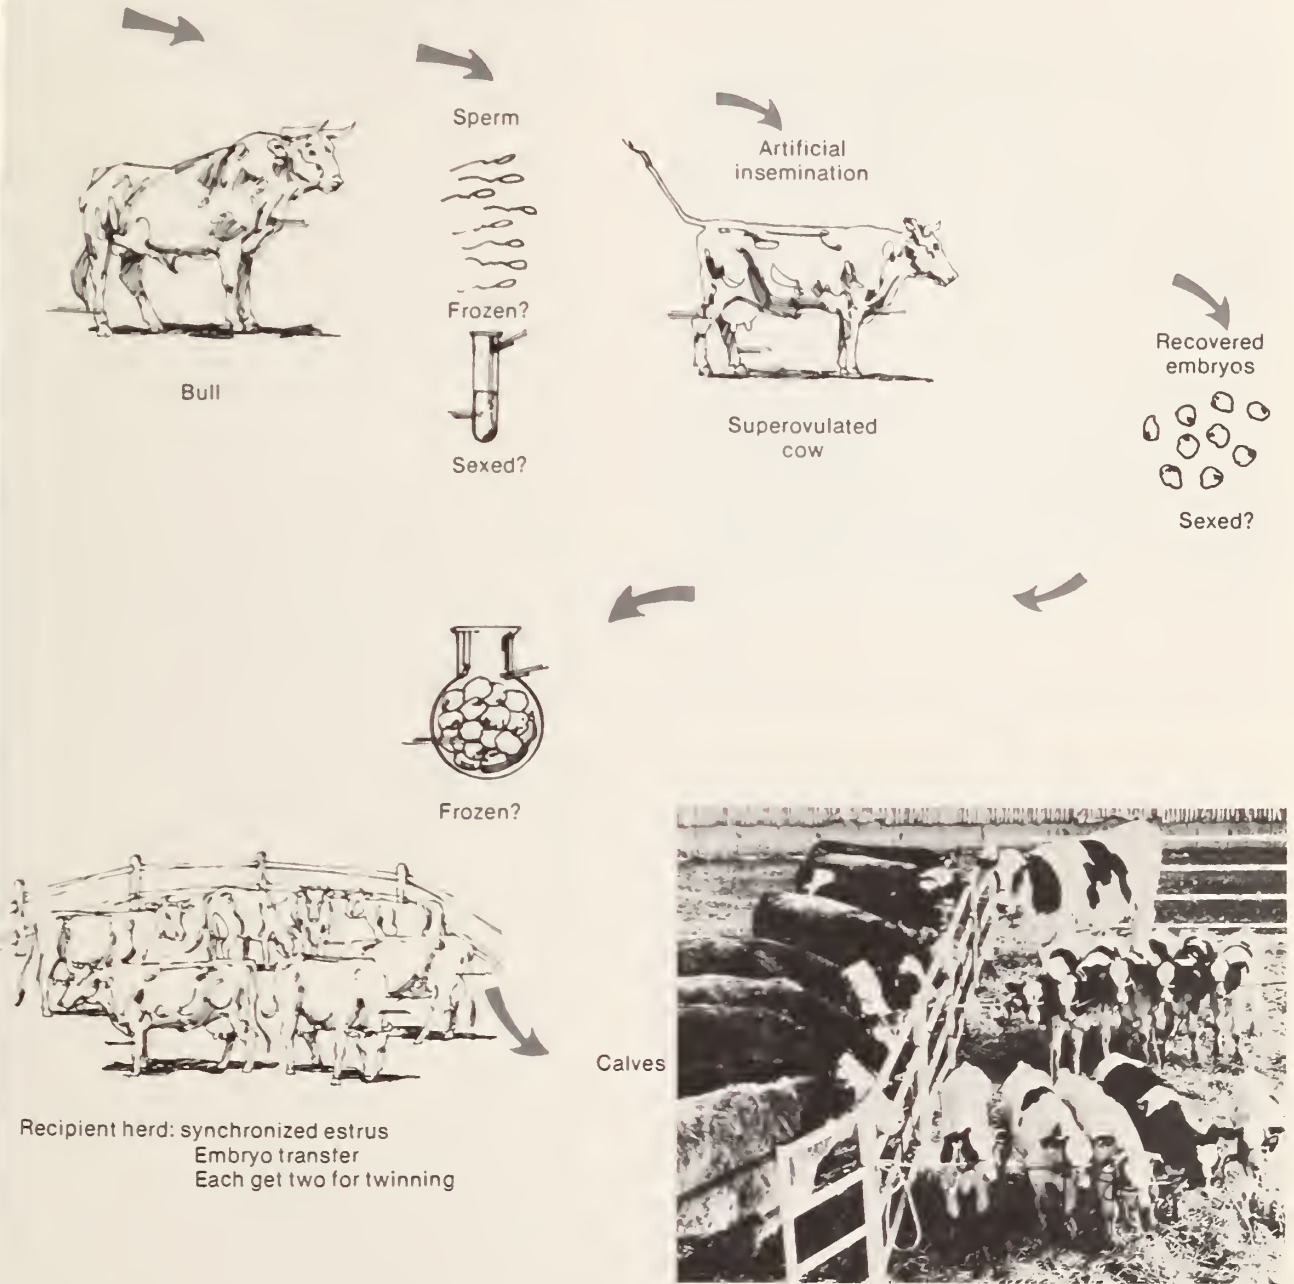 Sperm
Frozen?
Sexed?
Bull
Artificial
insemination
Superovulated
cow
Recovered
embryos
Sexed?
Frozen?
Recipient herd: synchronized estrus
Embryo transfer
Each get two for twinning
Calves